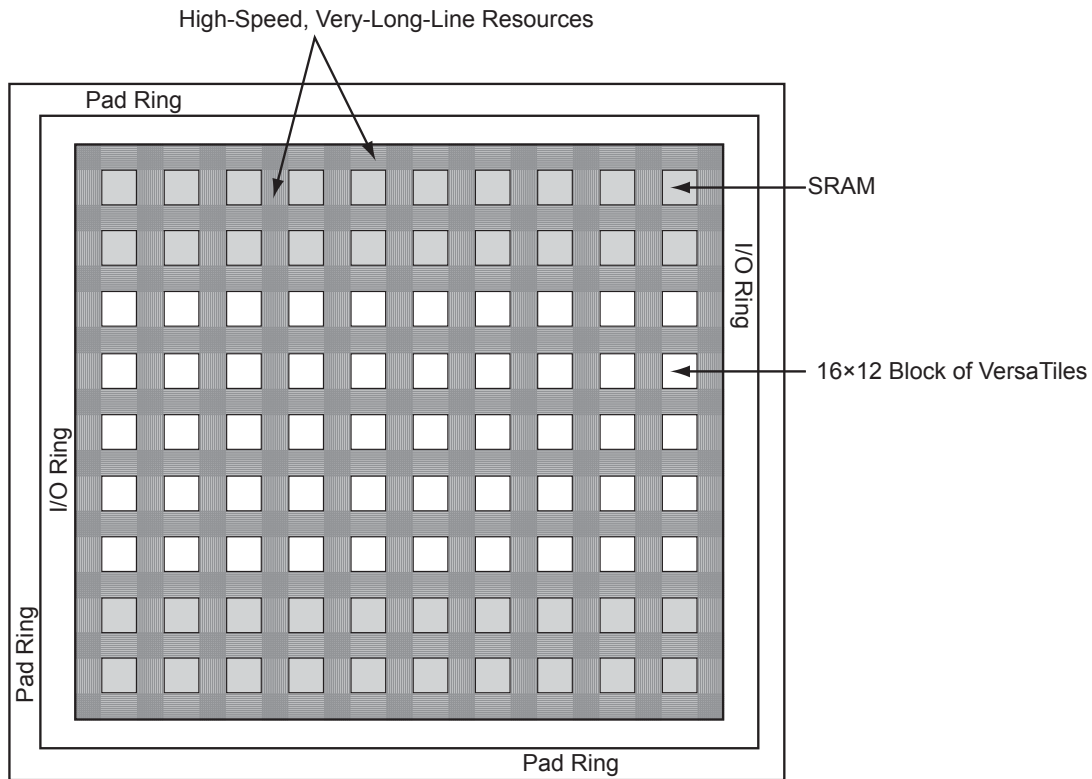 High-Speed, Very-Long-Line Resources
Pad Ring
SRAM
I/O Ring
16×12 Block of VersaTiles
I/O Ring
Pad Ring
Pad Ring